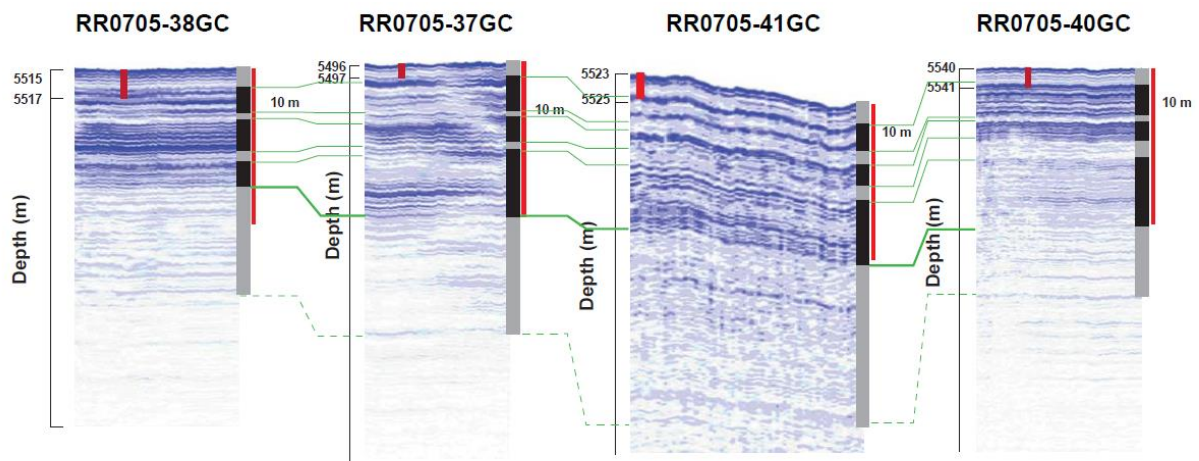 RR0705-38GC
RR0705-37GC
RR0705-41GC
RR0705-40GC
5515
5517
10 m
Depth (m)
5496
5497
10 m
Depth (m)
5523
5525
10 m
Depth (m)
5540
5541
10 m
Depth (m)